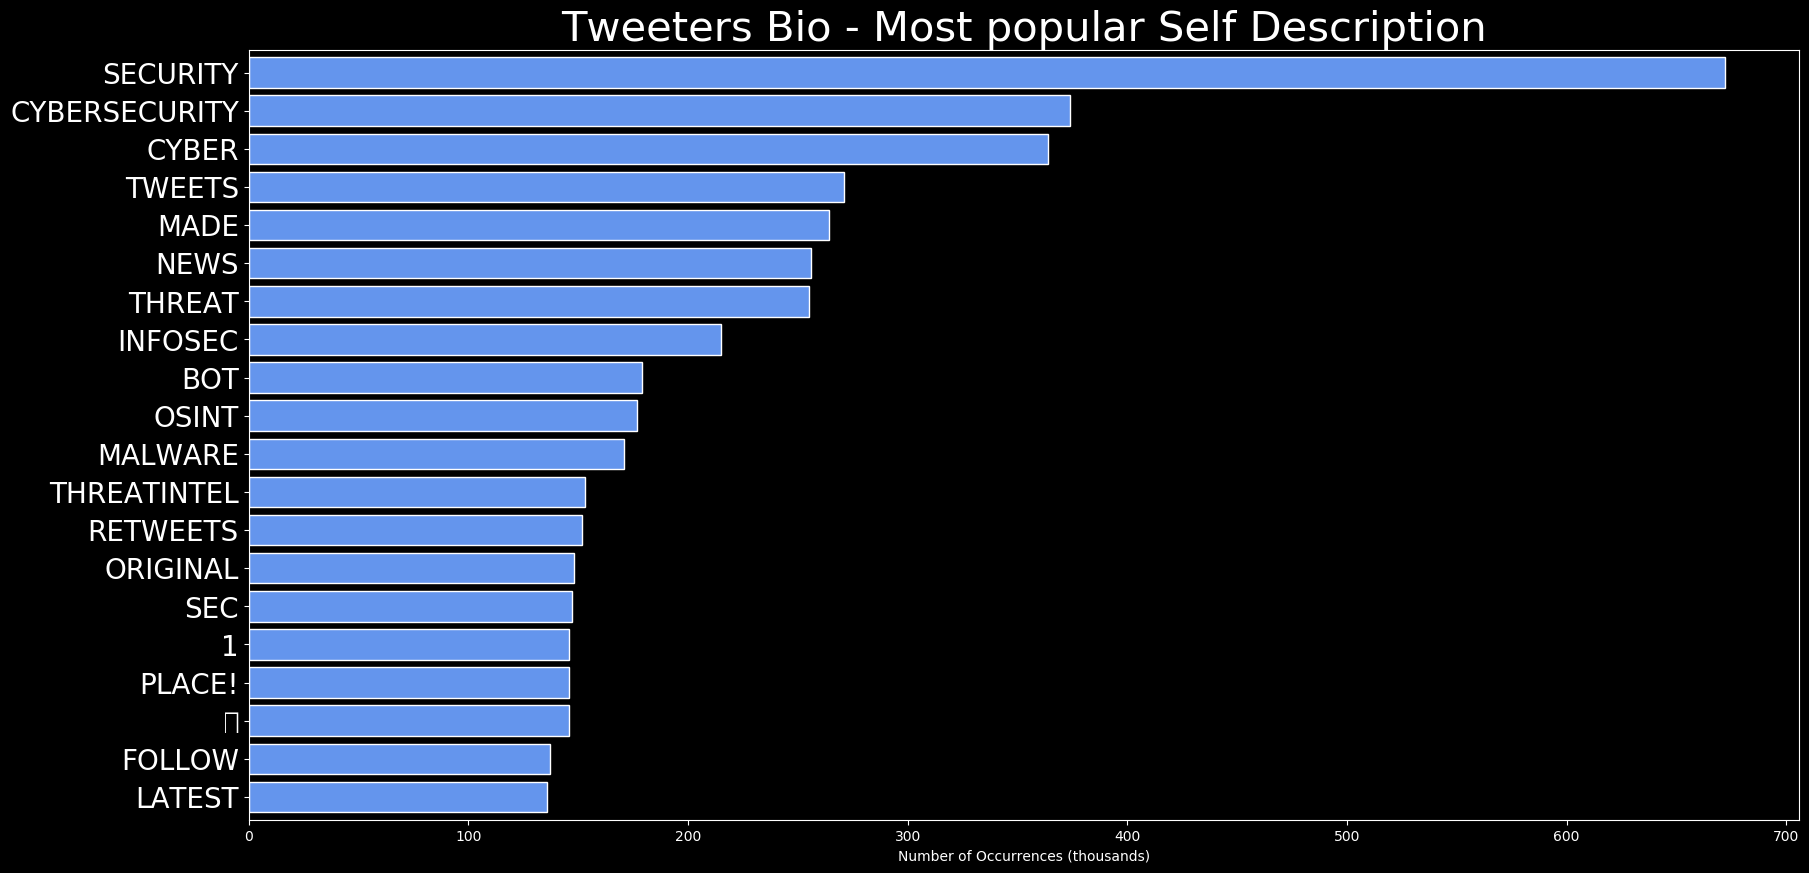 Tweeters Bio - Most popular Self Description
SECURITY
CYBERSECURITY
CYBER
TWEETS
MADE
NEWS
THREAT
INFOSEC
BOT
OSINT
MALWARE
THREATINTEL
RETWEETS
ORIGINAL
SEC
1
PLACE!
FOLLOW
LATEST
0 100 200 300 400 500 600 700
Number of Occurrences (thousands)